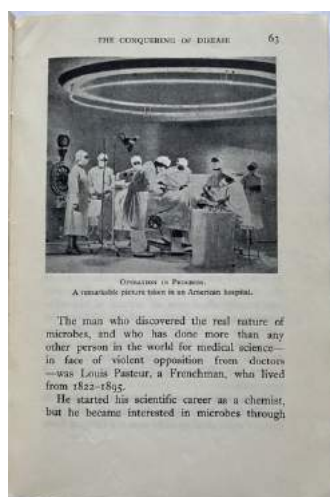 THE CONQUERING OF DISEASE 63
OPERATION IN PROGRESS.
A remarkable picture taken in an American hospital.
The man who discovered the real nature of
microbes, and who has done more than any
other person in the world for medical science—
in face of violent opposition from doctors
—was Louis Pasteur, a Frenchman, who lived
from 1822-1895.
He started his scientific career as a chemist,
but he became interested in microbes through